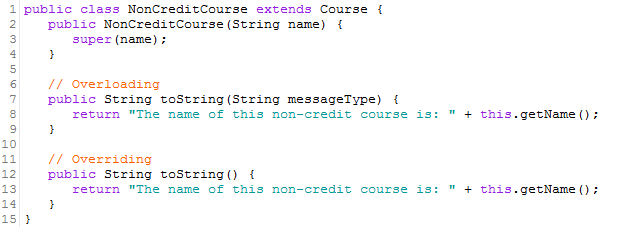 1 public class NonCreditCourse extends Course {
2    public NonCreditCourse(String name) {
3       super(name);
4    }
5
6    // Overloading
7    public String toString(String messageType) {
8       return "The name of this non-credit course is: " + this.getName();
9    }
10
11    // Overriding
12    public String toString() {
13       return "The name of this non-credit course is: " + this.getName();
14    }
15 }